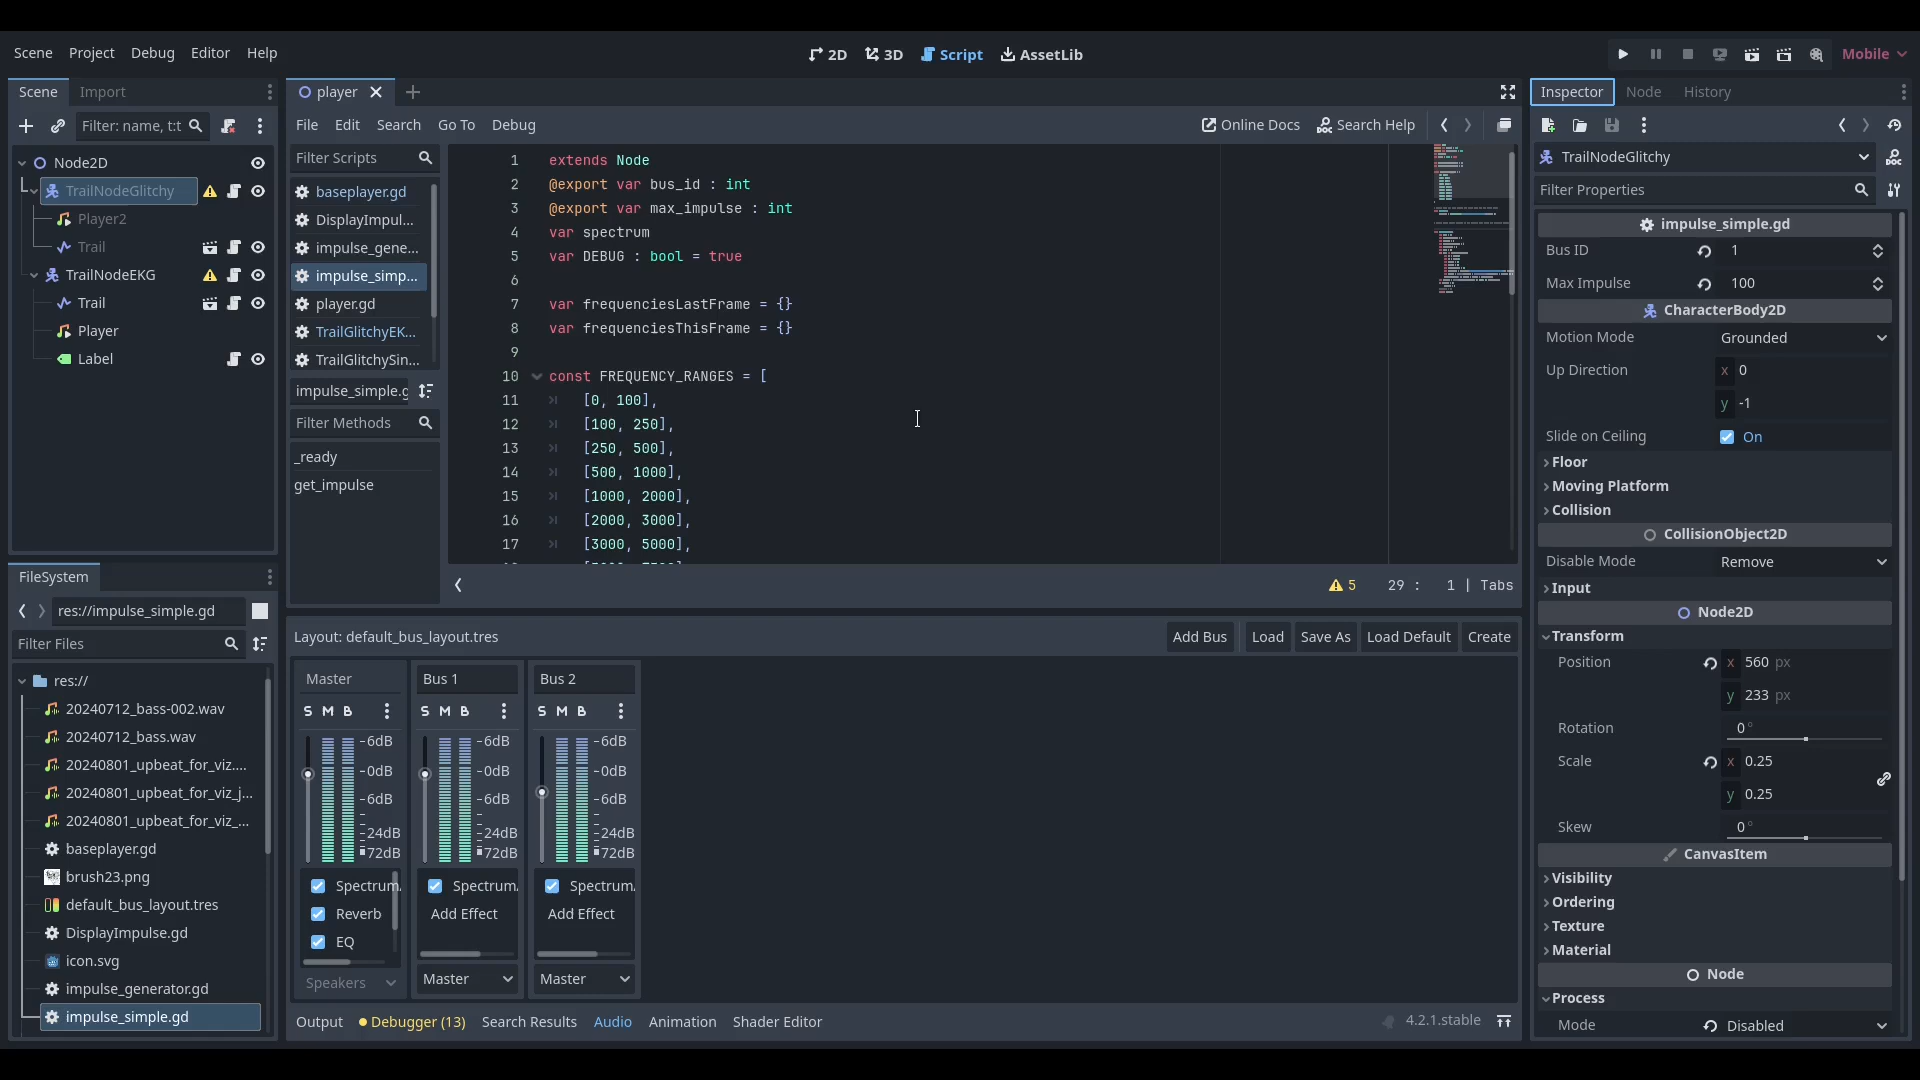 Scene Project Debug Editor Help
2D 3D Script AssetLib
Mobile
Scene Import
Filter: name, t:t
Node2D
TrailNodeGlitchy
Player2
Trail
TrailNodeEKG
Trail
Player
Label
FileSystem
res://impulse_simple.gd
Filter Files
res://
20240712_bass-002.wav
20240712_bass.wav
20240801_upbeat_for_viz....
20240801_upbeat_for_viz_j...
20240801_upbeat_for_viz_...
baseplayer.gd
brush23.png
default_bus_layout.tres
DisplayImpulse.gd
icon.svg
impulse_generator.gd
impulse_simple.gd
player
File Edit Search Go To Debug
Online Docs Search Help
Filter Scripts
baseplayer.gd
DisplayImpul...
impulse_gene...
impulse_simp...
player.gd
TrailGlitchyEK...
TrailGlitchySin...
impulse_simple.g
Filter Methods
_ready
get_impulse
1 extends Node
2 @export var bus_id : int
3 @export var max_impulse : int
4 var spectrum
5 var DEBUG : bool = true
6
7 var frequenciesLastFrame = {}
8 var frequenciesThisFrame = {}
9
10 const FREQUENCY_RANGES = [
11 [0, 100],
12 [100, 250],
13 [250, 500],
14 [500, 1000],
15 [1000, 2000],
16 [2000, 3000],
17 [3000, 5000],
5 29 : 1 | Tabs
Layout: default_bus_layout.tres
Add Bus Load Save As Load Default Create
Master Bus 1 Bus 2
S M B S M B S M B
-6dB -6dB -6dB
-0dB -0dB -0dB
-6dB -6dB -6dB
-24dB -24dB -24dB
-72dB -72dB -72dB
Spectrum Spectrum Spectrum
Reverb Add Effect Add Effect
EQ
Speakers Master Master
Output Debugger (13) Search Results Audio Animation Shader Editor
4.2.1.stable
Inspector Node History
TrailNodeGlitchy
Filter Properties
impulse_simple.gd
Bus ID 1
Max Impulse 100
CharacterBody2D
Motion Mode Grounded
Up Direction x 0
y -1
Slide on Ceiling On
Floor
Moving Platform
Collision
CollisionObject2D
Disable Mode Remove
Input
Node2D
Transform
Position x 560 px
y 233 px
Rotation 0 °
Scale x 0.25
y 0.25
Skew 0 °
CanvasItem
Visibility
Ordering
Texture
Material
Node
Process
Mode Disabled